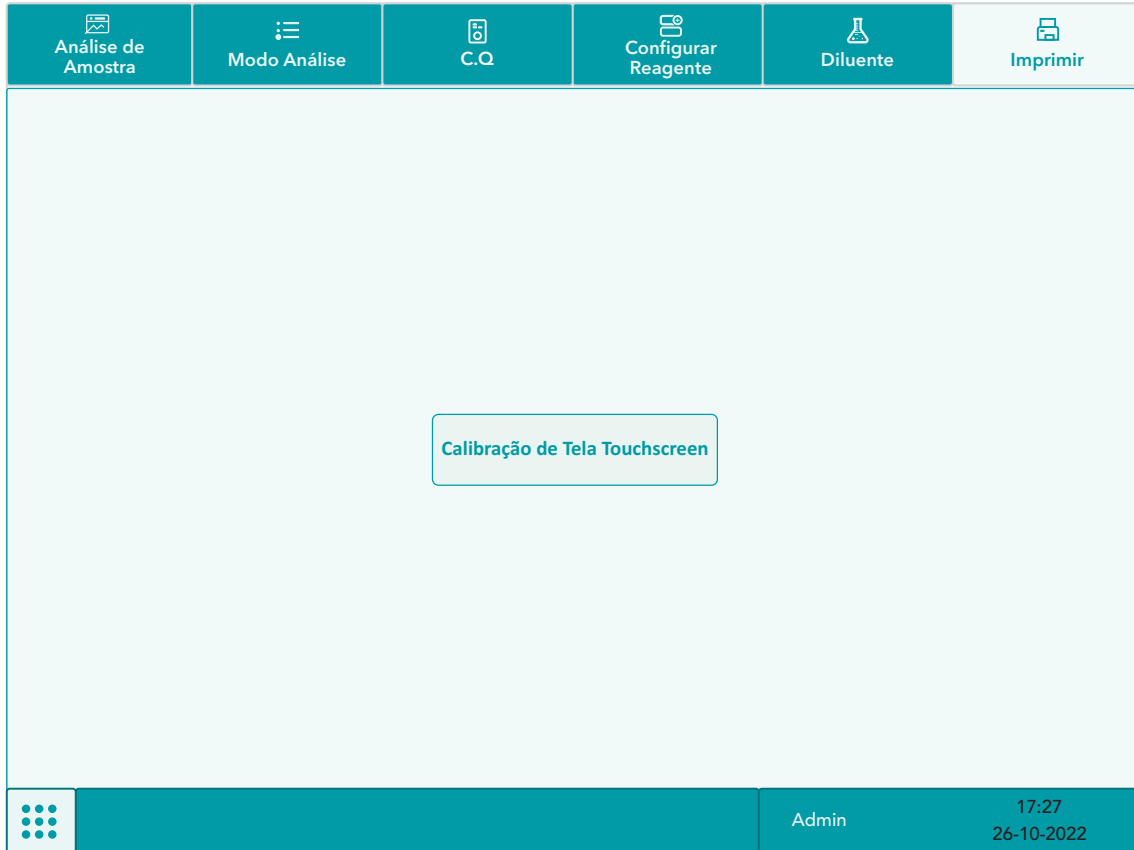 Análise de
Amostra
Modo Análise
C.Q
Configurar
Reagente
Diluente
Imprimir
Calibração de Tela Touchscreen
Admin
17:27
26-10-2022